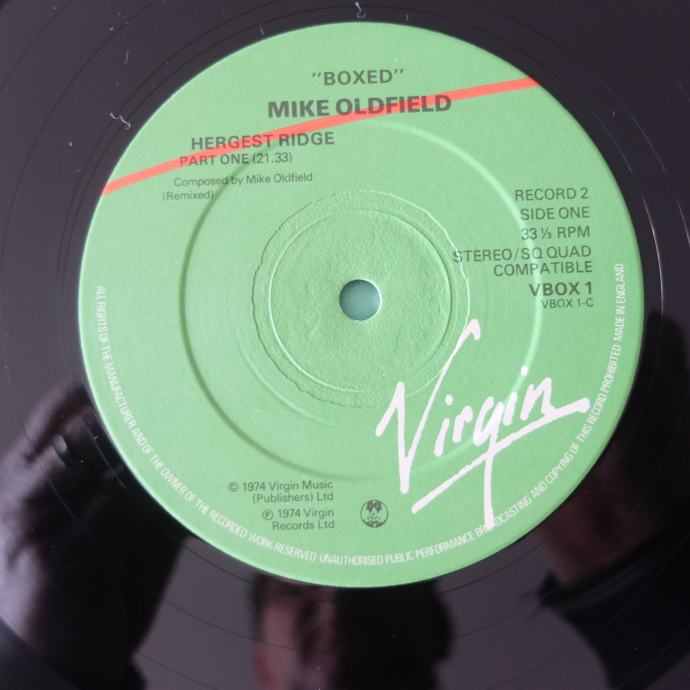 "BOXED"
MIKE OLDFIELD
HERGEST RIDGE
PART ONE (21.33)
Composed by Mike Oldfield
(Remixed)
RECORD 2
SIDE ONE
33 ⅓ RPM
STEREO/SQ QUAD
COMPATIBLE
VBOX 1
VBOX 1-C
Virgin
© 1974 Virgin Music
(Publishers) Ltd
℗ 1974 Virgin
Records Ltd
ALL RIGHTS OF THE MANUFACTURER AND OF THE OWNER OF THE RECORDED WORK RESERVED UNAUTHORISED PUBLIC PERFORMANCE BROADCASTING AND COPYING OF THIS RECORD PROHIBITED MADE IN ENGLAND